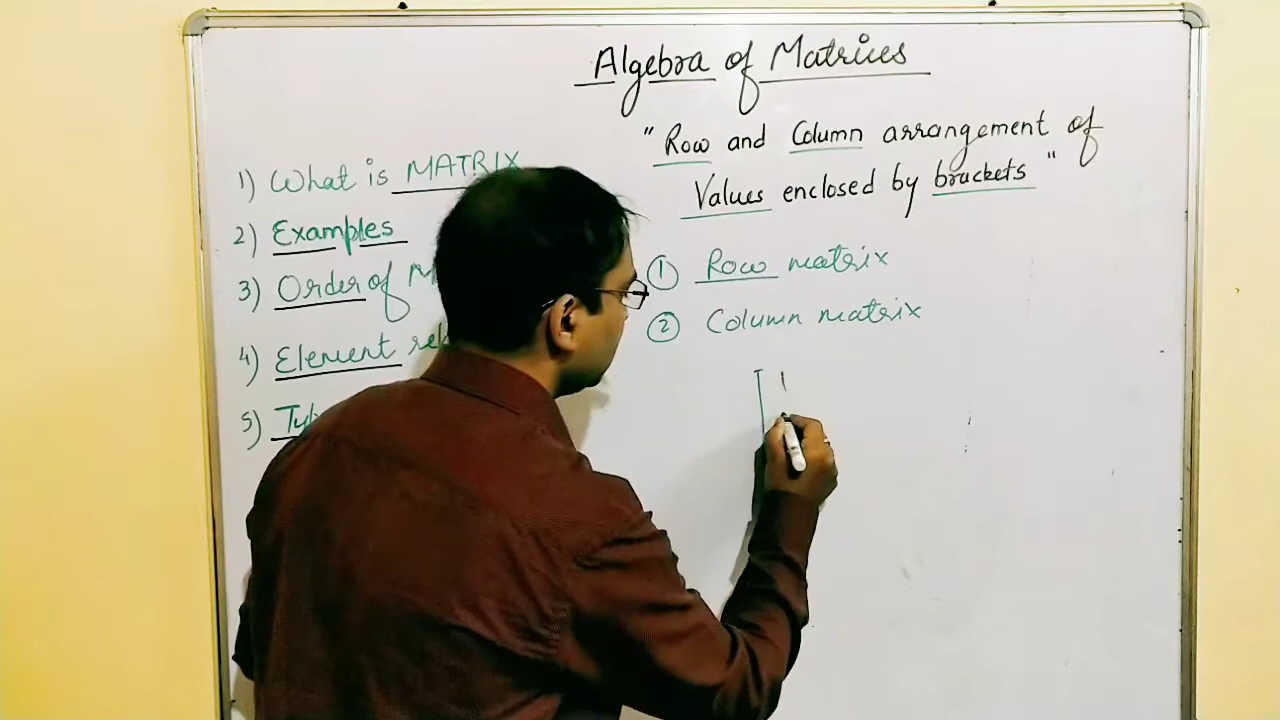 Algebra of Matrices
"Row and Column arrangement of
Values enclosed by brackets"
1) What is MATRIX
2) Examples
3) Order of
4) Element
5)
① Row matrix
② Column matrix
1